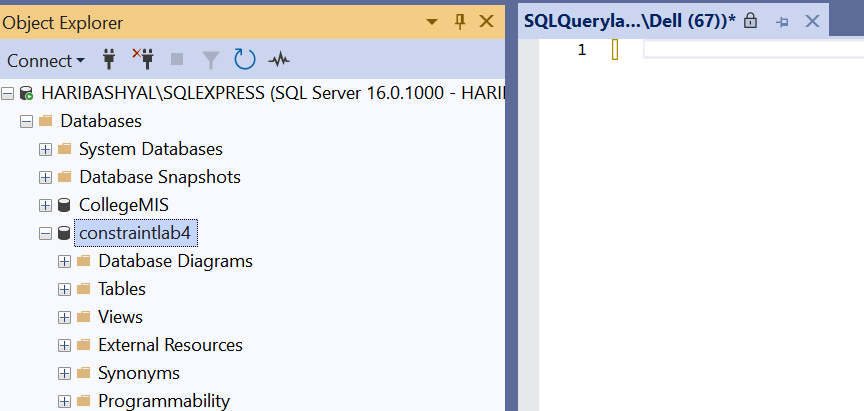 Object Explorer
Connect
HARIBASHYAL\SQLEXPRESS (SQL Server 16.0.1000 - HARI
Databases
System Databases
Database Snapshots
CollegeMIS
constraintlab4
Database Diagrams
Tables
Views
External Resources
Synonyms
Programmability
SQLQueryla...\Dell (67))*
1